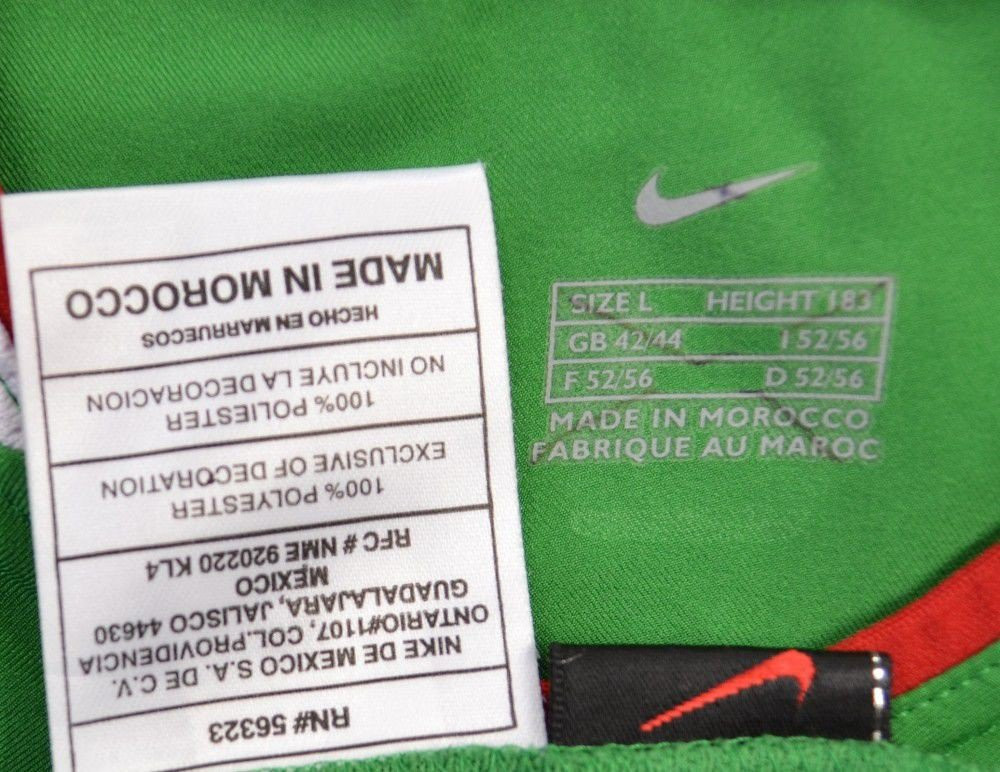 SIZE L HEIGHT 183
GB 42/44 I 52/56
F 52/56 D 52/56
MADE IN MOROCCO
FABRIQUE AU MAROC
RN# 56323
NIKE DE MEXICO S.A. DE C.V.
ONTARIO#1107, COL.PROVIDENCIA
GUADALAJARA, JALISCO 44630
MEXICO
RFC # NME 920220 KL4
100% POLYESTER
EXCLUSIVE OF DECORATION
100% POLIESTER
NO INCLUYE LA DECORACION
HECHO EN MARRUECOS
MADE IN MOROCCO